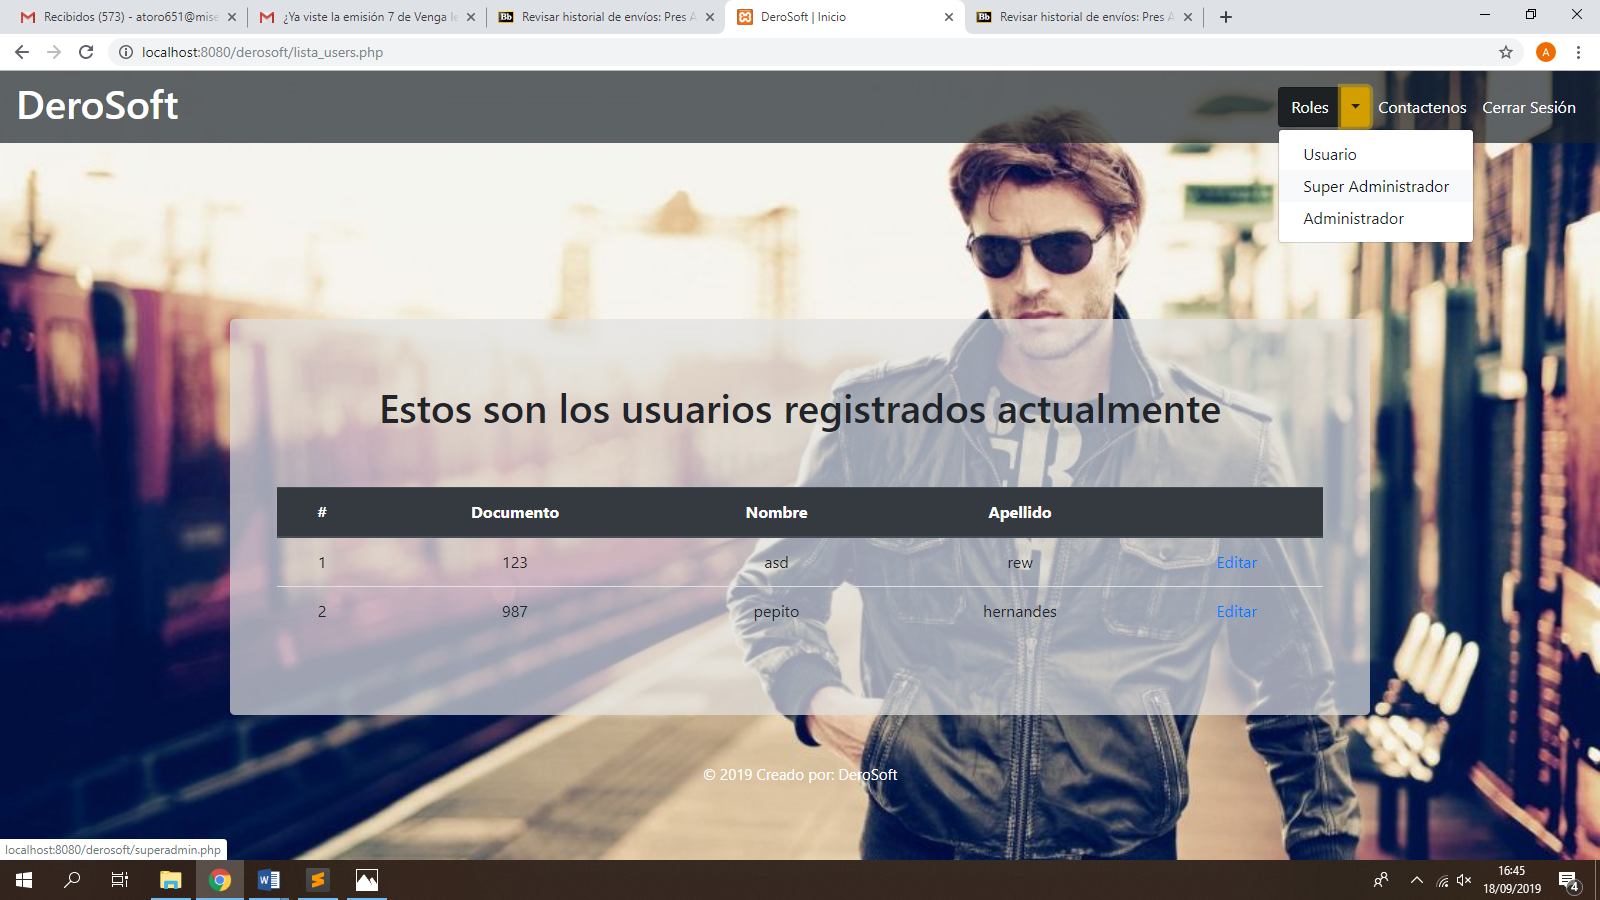 Recibidos (573) - atoro651@mise
¿Ya viste la emisión 7 de Venga le
Revisar historial de envíos: Pres A
DeroSoft | Inicio
Revisar historial de envíos: Pres A
localhost:8080/derosoft/lista_users.php
A
DeroSoft
Roles
Contactenos
Cerrar Sesión
Usuario
Super Administrador
Administrador
Estos son los usuarios registrados actualmente
# Documento Nombre Apellido
1 123 asd rew Editar
2 987 pepito hernandes Editar
© 2019 Creado por: DeroSoft
localhost:8080/derosoft/superadmin.php
16:45
18/09/2019
4